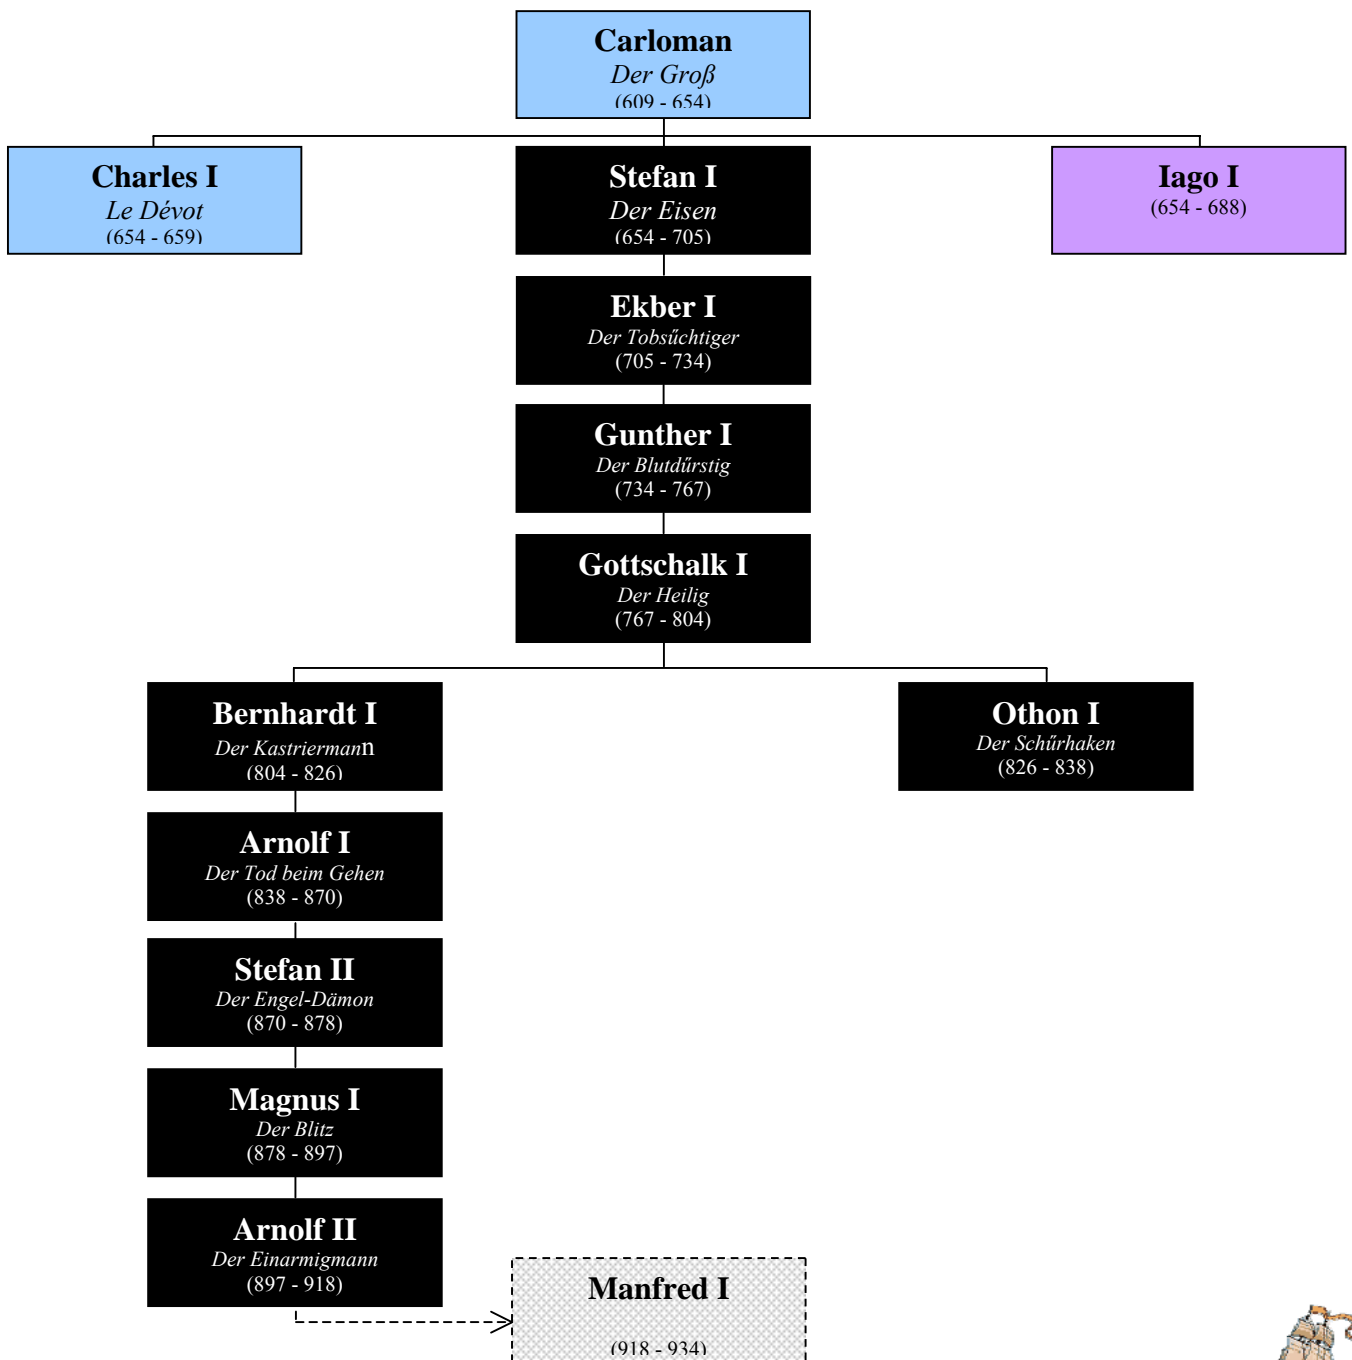 Carloman
Der Groß
(609 - 654)
Charles I
Le Dévot
(654 - 659)
Stefan I
Der Eisen
(654 - 705)
Iago I
(654 - 688)
Ekber I
Der Tobsűchtiger
(705 - 734)
Gunther I
Der Blutdűrstig
(734 - 767)
Gottschalk I
Der Heilig
(767 - 804)
Bernhardt I
Der Kastriermann
(804 - 826)
Othon I
Der Schűrhaken
(826 - 838)
Arnolf I
Der Tod beim Gehen
(838 - 870)
Stefan II
Der Engel-Dämon
(870 - 878)
Magnus I
Der Blitz
(878 - 897)
Arnolf II
Der Einarmigmann
(897 - 918)
Manfred I
(918 - 934)